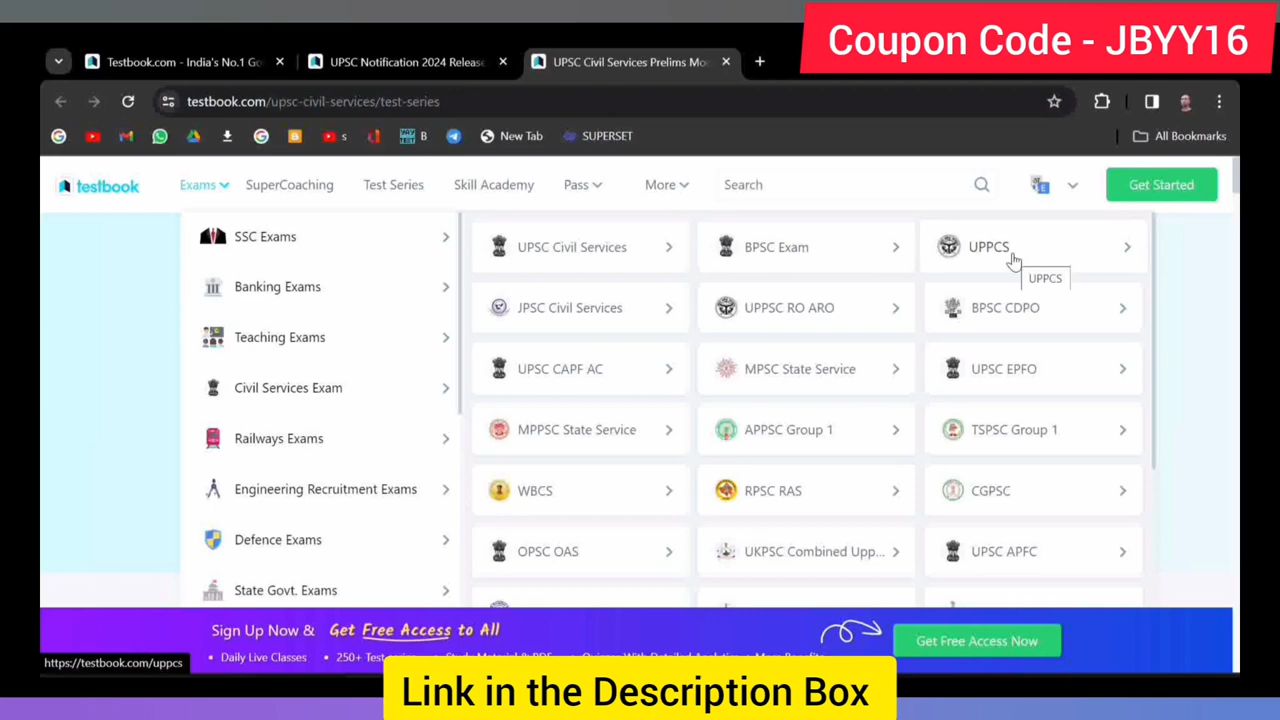 Coupon Code - JBYY16
Testbook.com - India's No.1 Go
UPSC Notification 2024 Release
UPSC Civil Services Prelims Mo
testbook.com/upsc-civil-services/test-series
s
B
New Tab
SUPERSET
All Bookmarks
testbook
Exams
SuperCoaching
Test Series
Skill Academy
Pass
More
Search
Get Started
SSC Exams
Banking Exams
Teaching Exams
Civil Services Exam
Railways Exams
Engineering Recruitment Exams
Defence Exams
State Govt. Exams
UPSC Civil Services
BPSC Exam
UPPCS
UPPCS
JPSC Civil Services
UPPSC RO ARO
BPSC CDPO
UPSC CAPF AC
MPSC State Service
UPSC EPFO
MPPSC State Service
APPSC Group 1
TSPSC Group 1
WBCS
RPSC RAS
CGPSC
OPSC OAS
UKPSC Combined Upp...
UPSC APFC
Sign Up Now & Get Free Access to All
• Daily Live Classes • 250+ Test
Get Free Access Now
https://testbook.com/uppcs
Link in the Description Box